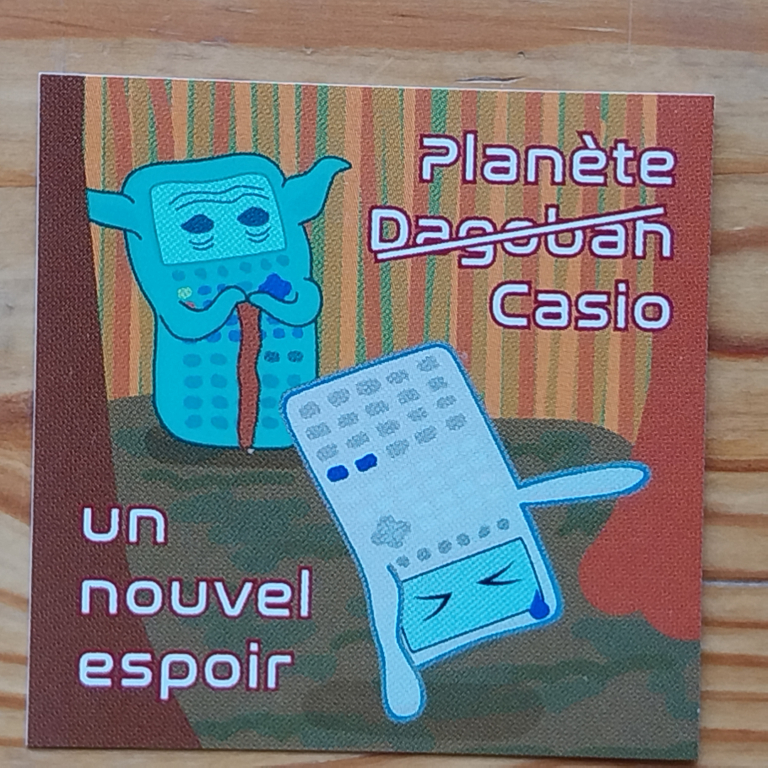 Planète
Dagobah
Casio
un
nouvel
espoir